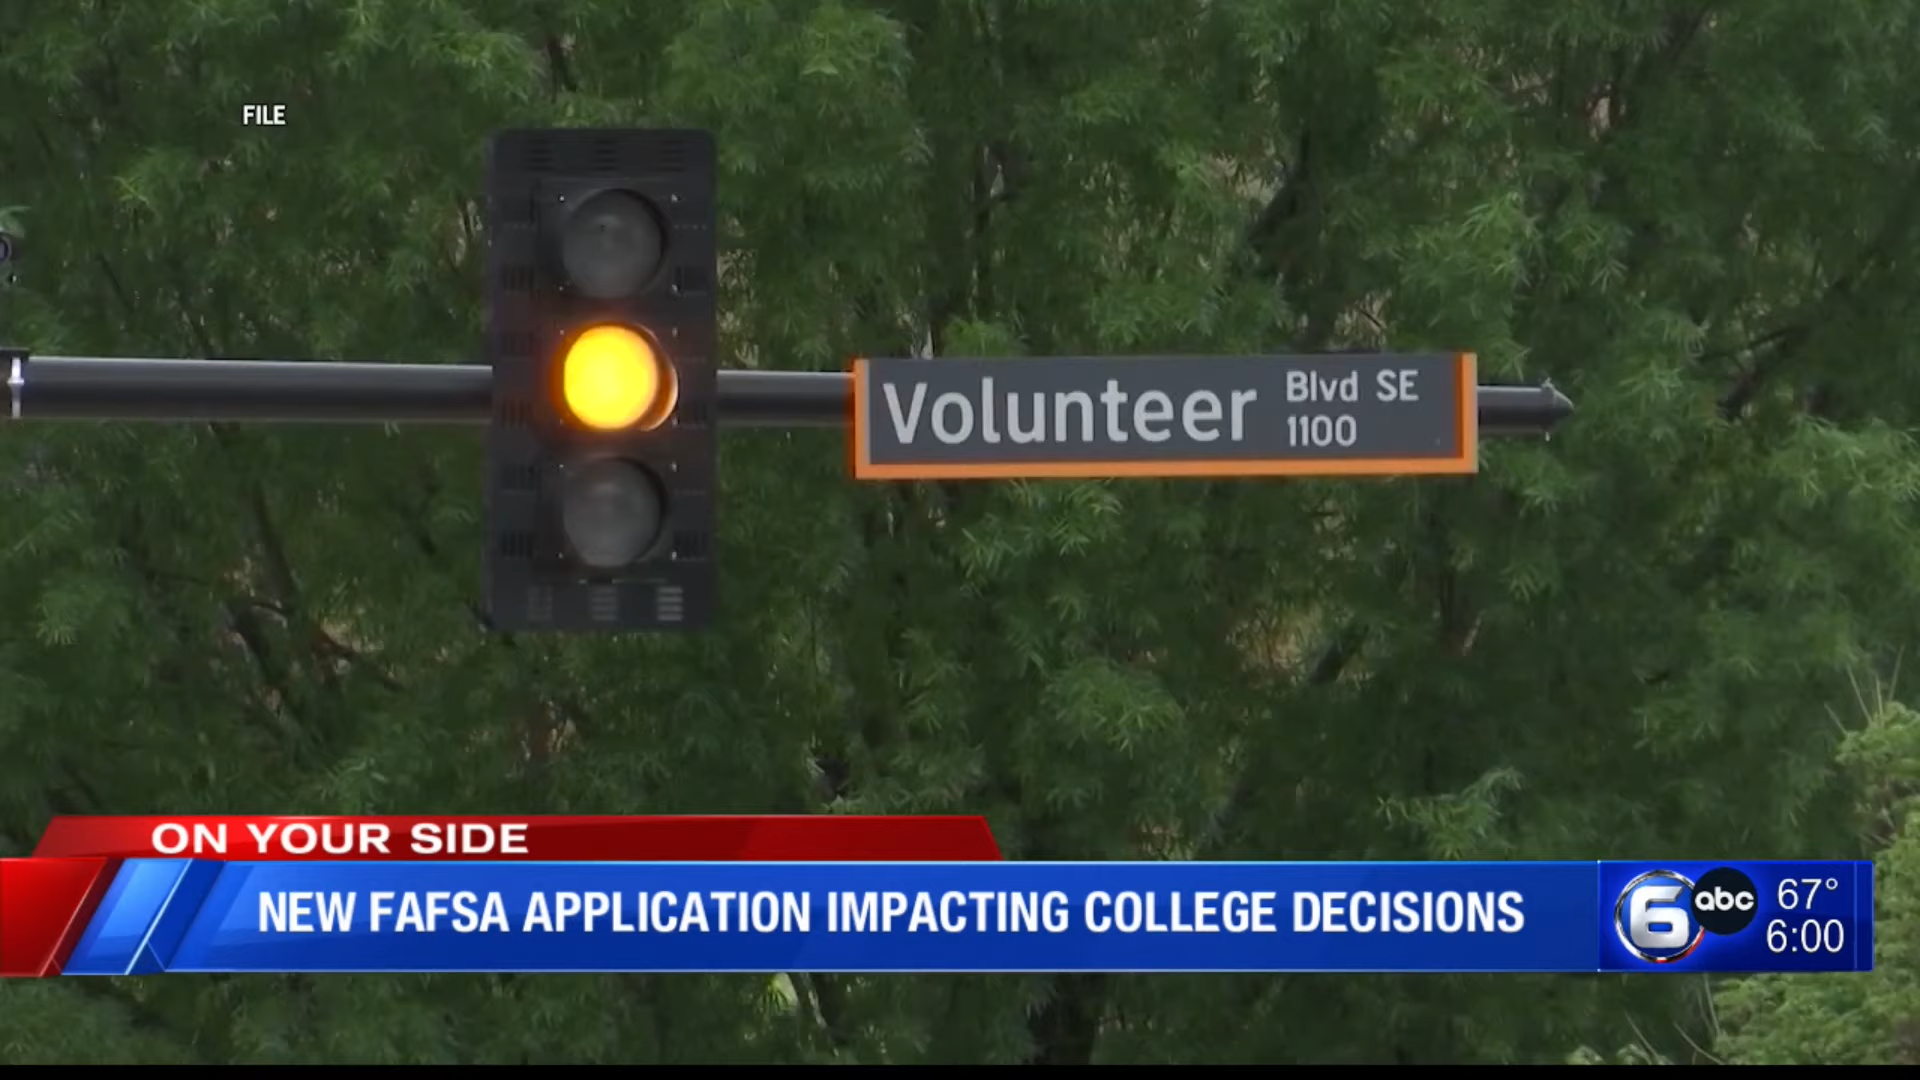 FILE
Volunteer Blvd SE
1100
ON YOUR SIDE
NEW FAFSA APPLICATION IMPACTING COLLEGE DECISIONS
6 abc 67°
6:00